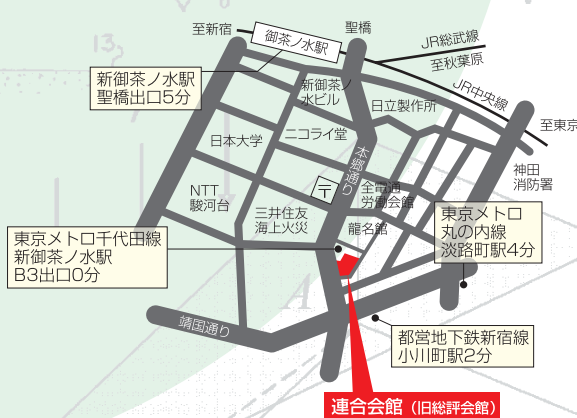 至新宿
聖橋
御茶ノ水駅
JR総武線
至秋葉原
JR中央線
至東京
新御茶ノ水駅
聖橋出口5分
新御茶ノ
水ビル
日立製作所
日本大学
ニコライ堂
本郷通り
神田
消防署
NTT
駿河台
〒
全電通
労働会館
三井住友
海上火災
龍名館
東京メトロ
丸の内線
淡路町駅4分
東京メトロ千代田線
新御茶ノ水駅
B3出口0分
靖国通り
都営地下鉄新宿線
小川町駅2分
連合会館（旧総評会館）
13
A